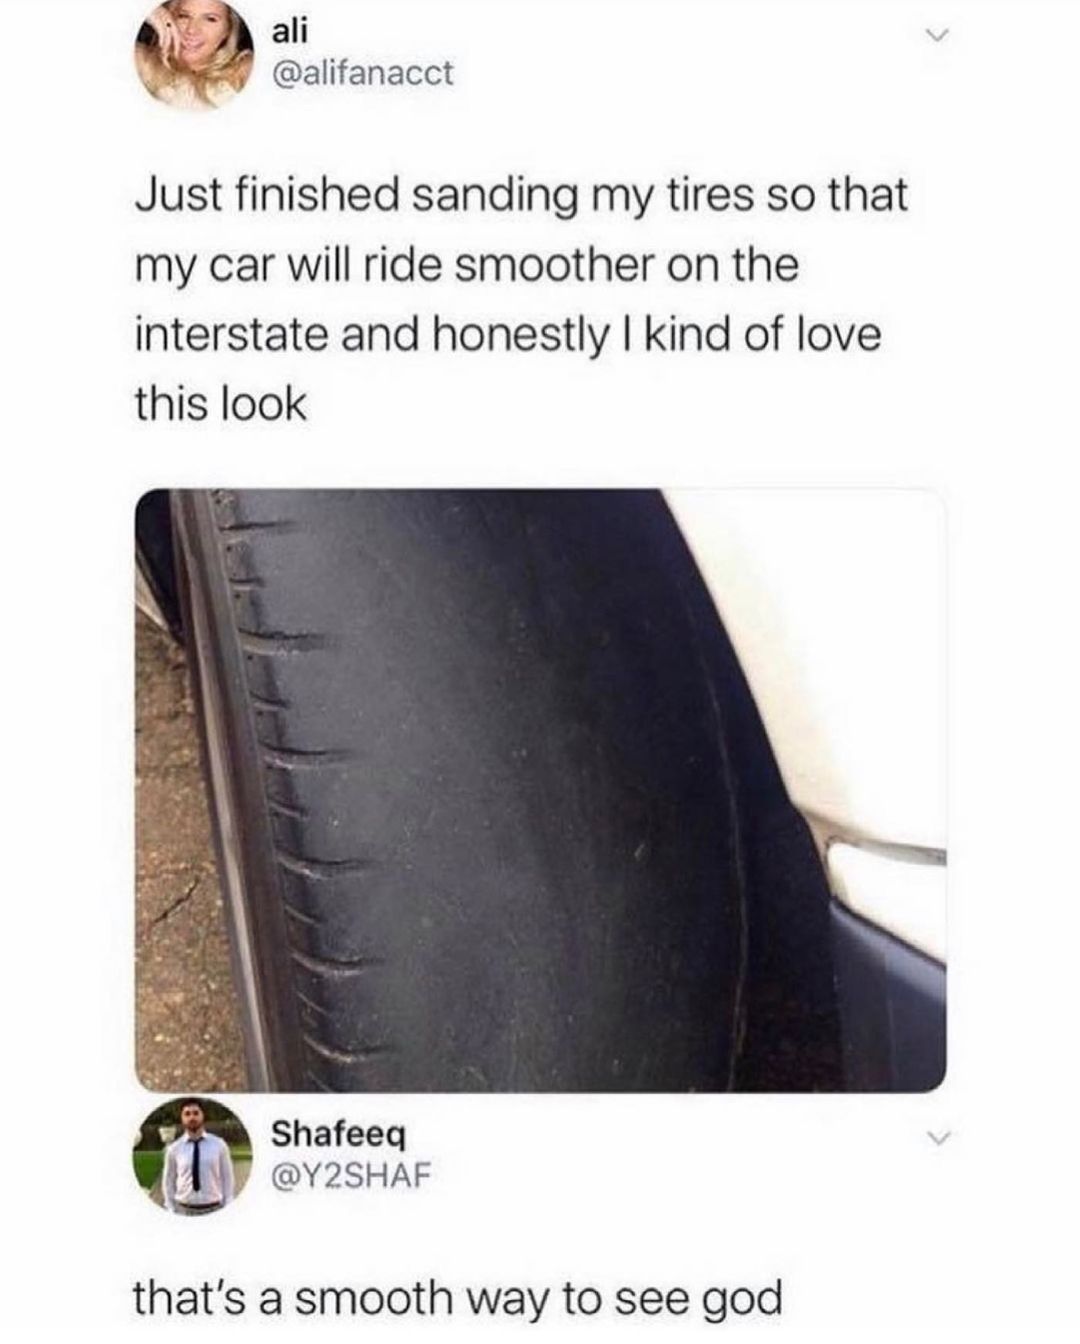 ali
@alifanacct
Just finished sanding my tires so that
my car will ride smoother on the
interstate and honestly I kind of love
this look
Shafeeq
@Y2SHAF
that's a smooth way to see god